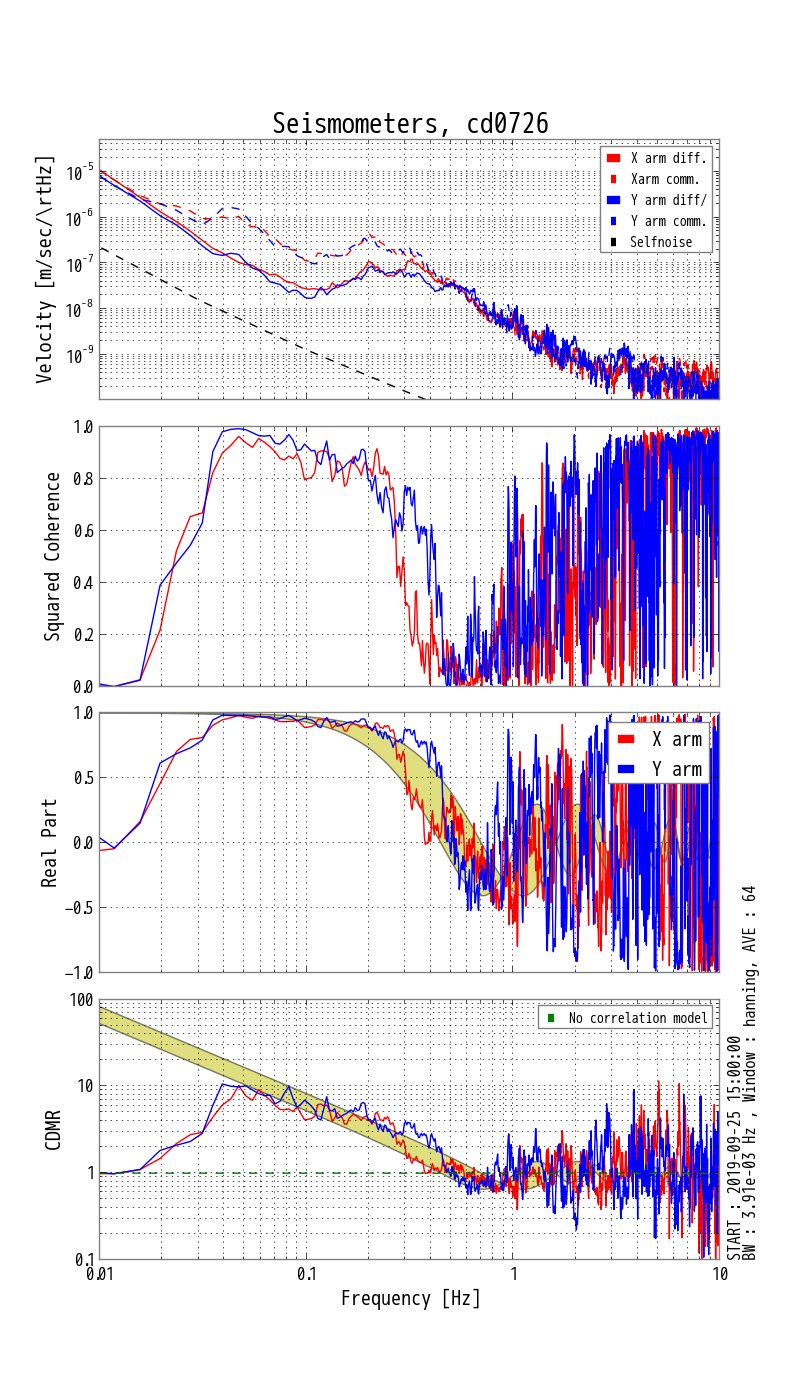 Seismometers, cd0726
Velocity [m/sec/\rtHz]
10⁻⁵
10⁻⁶
10⁻⁷
10⁻⁸
10⁻⁹
X arm diff.
Xarm comm.
Y arm diff/
Y arm comm.
Selfnoise
Squared Coherence
1.0
0.8
0.6
0.4
0.2
0.0
Real Part
1.0
0.5
0.0
−0.5
−1.0
X arm
Y arm
CDMR
100
10
1
0.1
No correlation model
0.01
0.1
1
10
Frequency [Hz]
START : 2019-09-25 15:00:00
BW : 3.91e-03 Hz , Window : hanning, AVE : 64